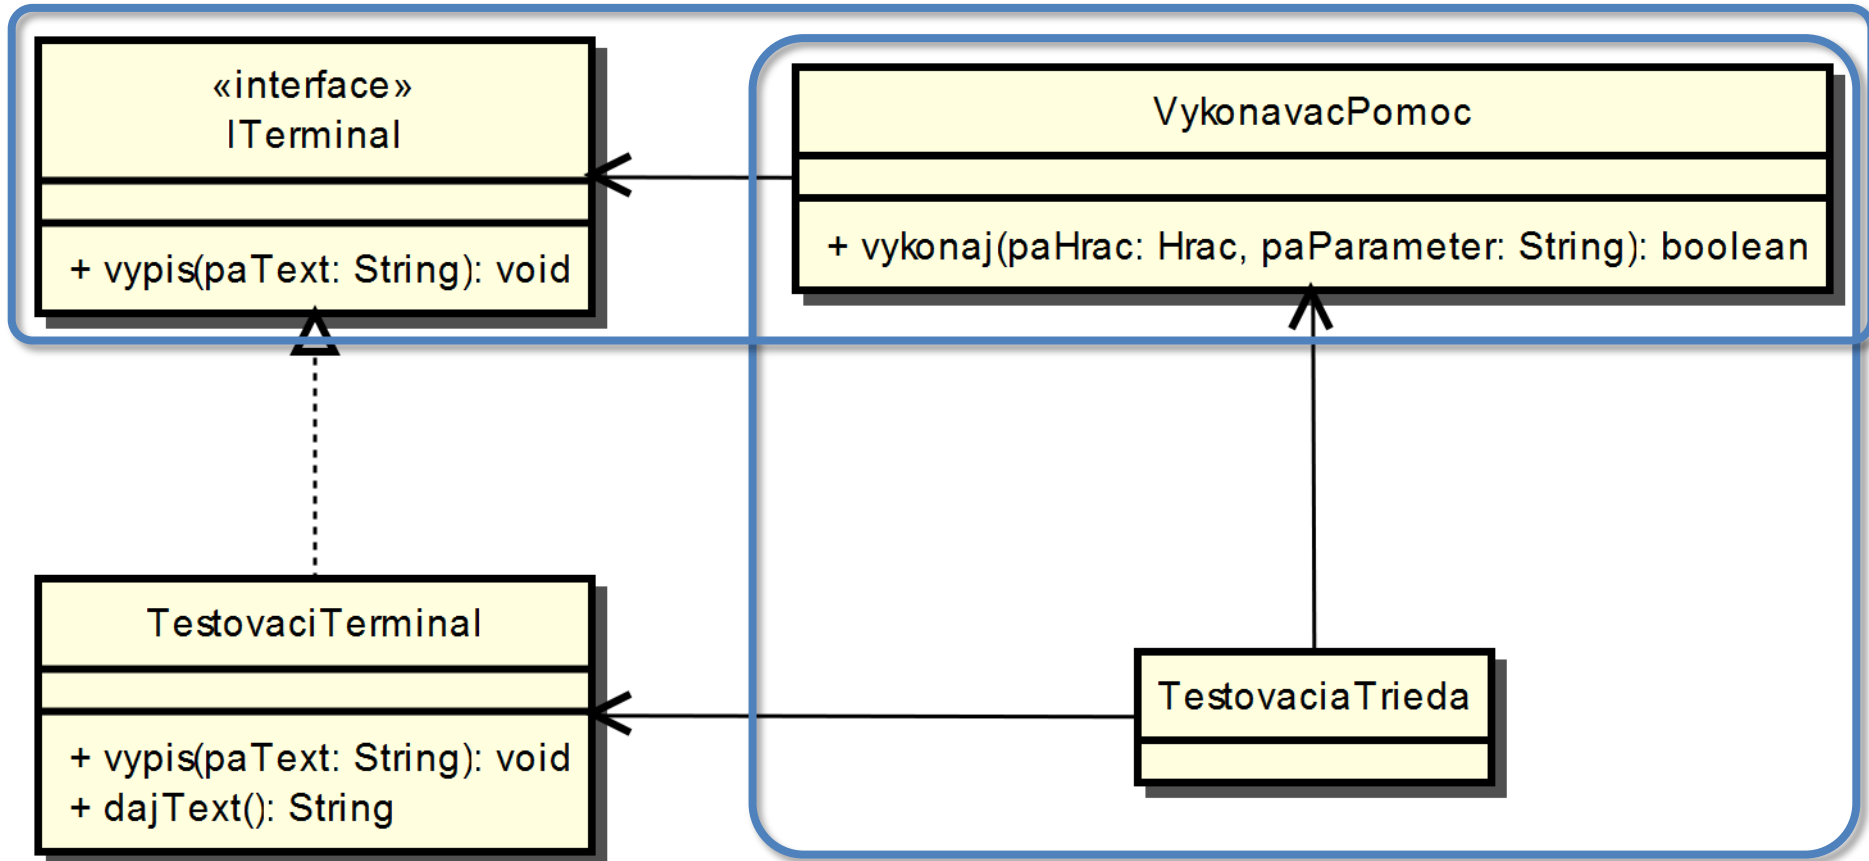 «interface»
ITerminal
+ vypis(paText: String): void
VykonavacPomoc
+ vykonaj(paHrac: Hrac, paParameter: String): boolean
TestovaciTerminal
+ vypis(paText: String): void
+ dajText(): String
TestovaciaTrieda